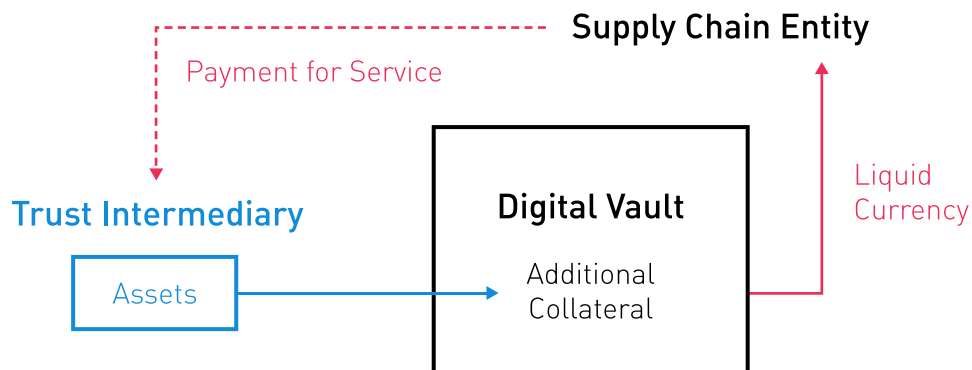 Supply Chain Entity
Payment for Service
Liquid
Currency
Trust Intermediary
Digital Vault
Assets
Additional
Collateral